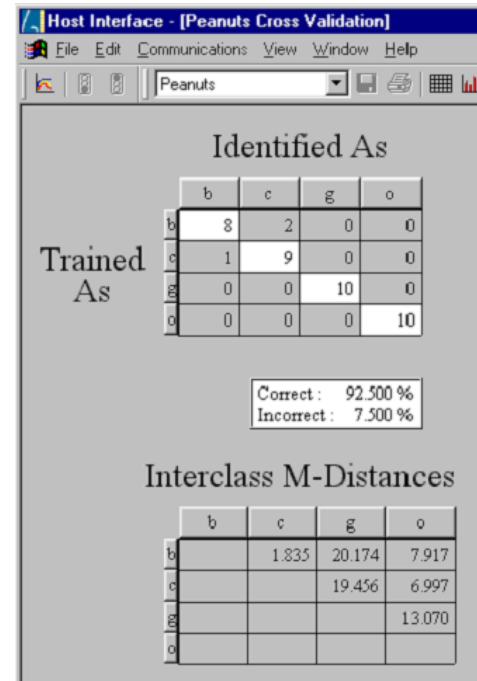 Host Interface - [Peanuts Cross Validation]
File Edit Communications View Window Help
Peanuts
Identified As
b c g o
Trained As
b 8 2 0 0
c 1 9 0 0
g 0 0 10 0
o 0 0 0 10
Correct : 92.500 %
Incorrect : 7.500 %
Interclass M-Distances
b c g o
b 1.835 20.174 7.917
c 19.456 6.997
g 13.070
o